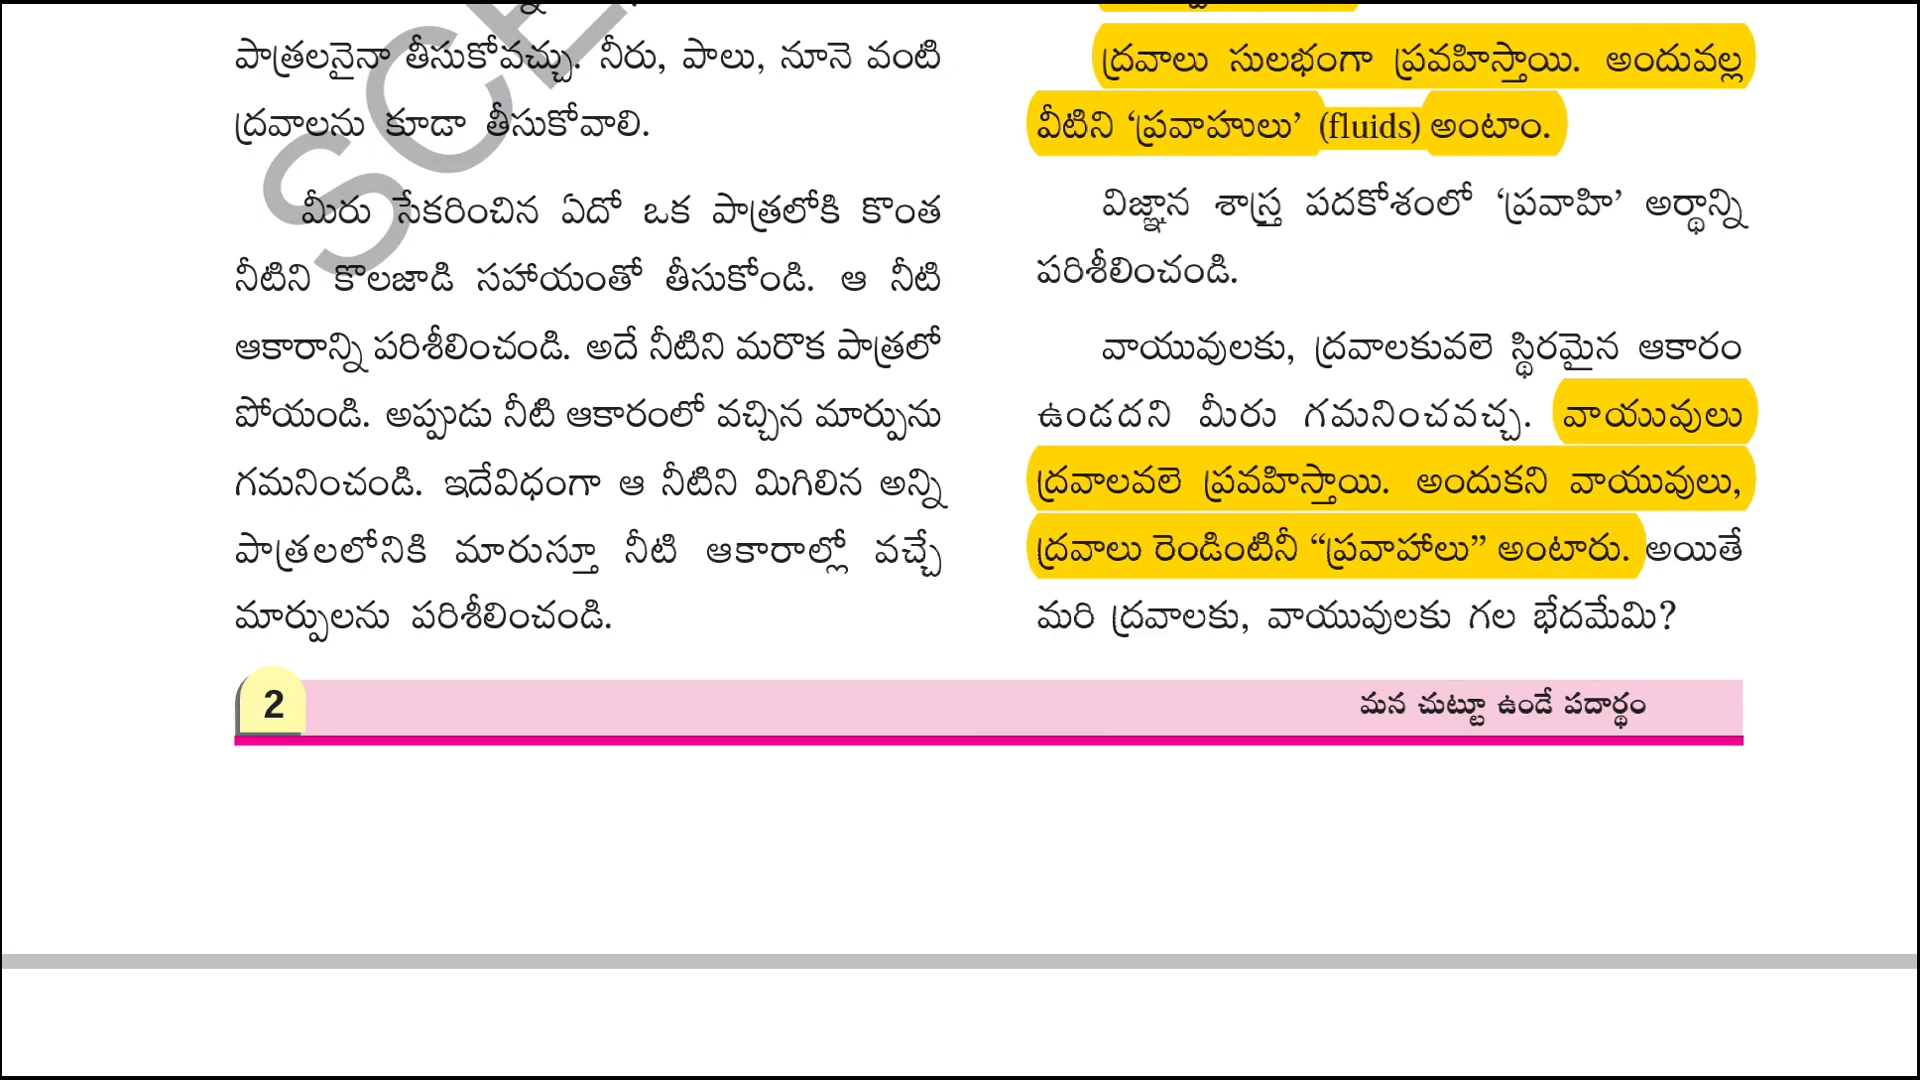 పాత్రలనైనా తీసుకోవచ్చు. నీరు, పాలు, నూనె వంటి
ద్రవాలను కూడా తీసుకోవాలి.
మీరు సేకరించిన ఏదో ఒక పాత్రలోకి కొంత
నీటిని కొలజాడి సహాయంతో తీసుకోండి. ఆ నీటి
ఆకారాన్ని పరిశీలించండి. అదే నీటిని మరొక పాత్రలో
పోయండి. అప్పుడు నీటి ఆకారంలో వచ్చిన మార్పును
గమనించండి. ఇదేవిధంగా ఆ నీటిని మిగిలిన అన్ని
పాత్రలలోనికి మారుస్తూ నీటి ఆకారాల్లో వచ్చే
మార్పులను పరిశీలించండి.
ద్రవాలు సులభంగా ప్రవహిస్తాయి. అందువల్ల
వీటిని ‘ప్రవాహులు’ (fluids) అంటాం.
విజ్ఞాన శాస్త్ర పదకోశంలో ‘ప్రవాహి’ అర్థాన్ని
పరిశీలించండి.
వాయువులకు, ద్రవాలకువలె స్థిరమైన ఆకారం
ఉండదని మీరు గమనించవచ్చ. వాయువులు
ద్రవాలవలె ప్రవహిస్తాయి. అందుకని వాయువులు,
ద్రవాలు రెండింటినీ “ప్రవాహాలు” అంటారు. అయితే
మరి ద్రవాలకు, వాయువులకు గల భేదమేమి?
2
మన చుట్టూ ఉండే పదార్థం